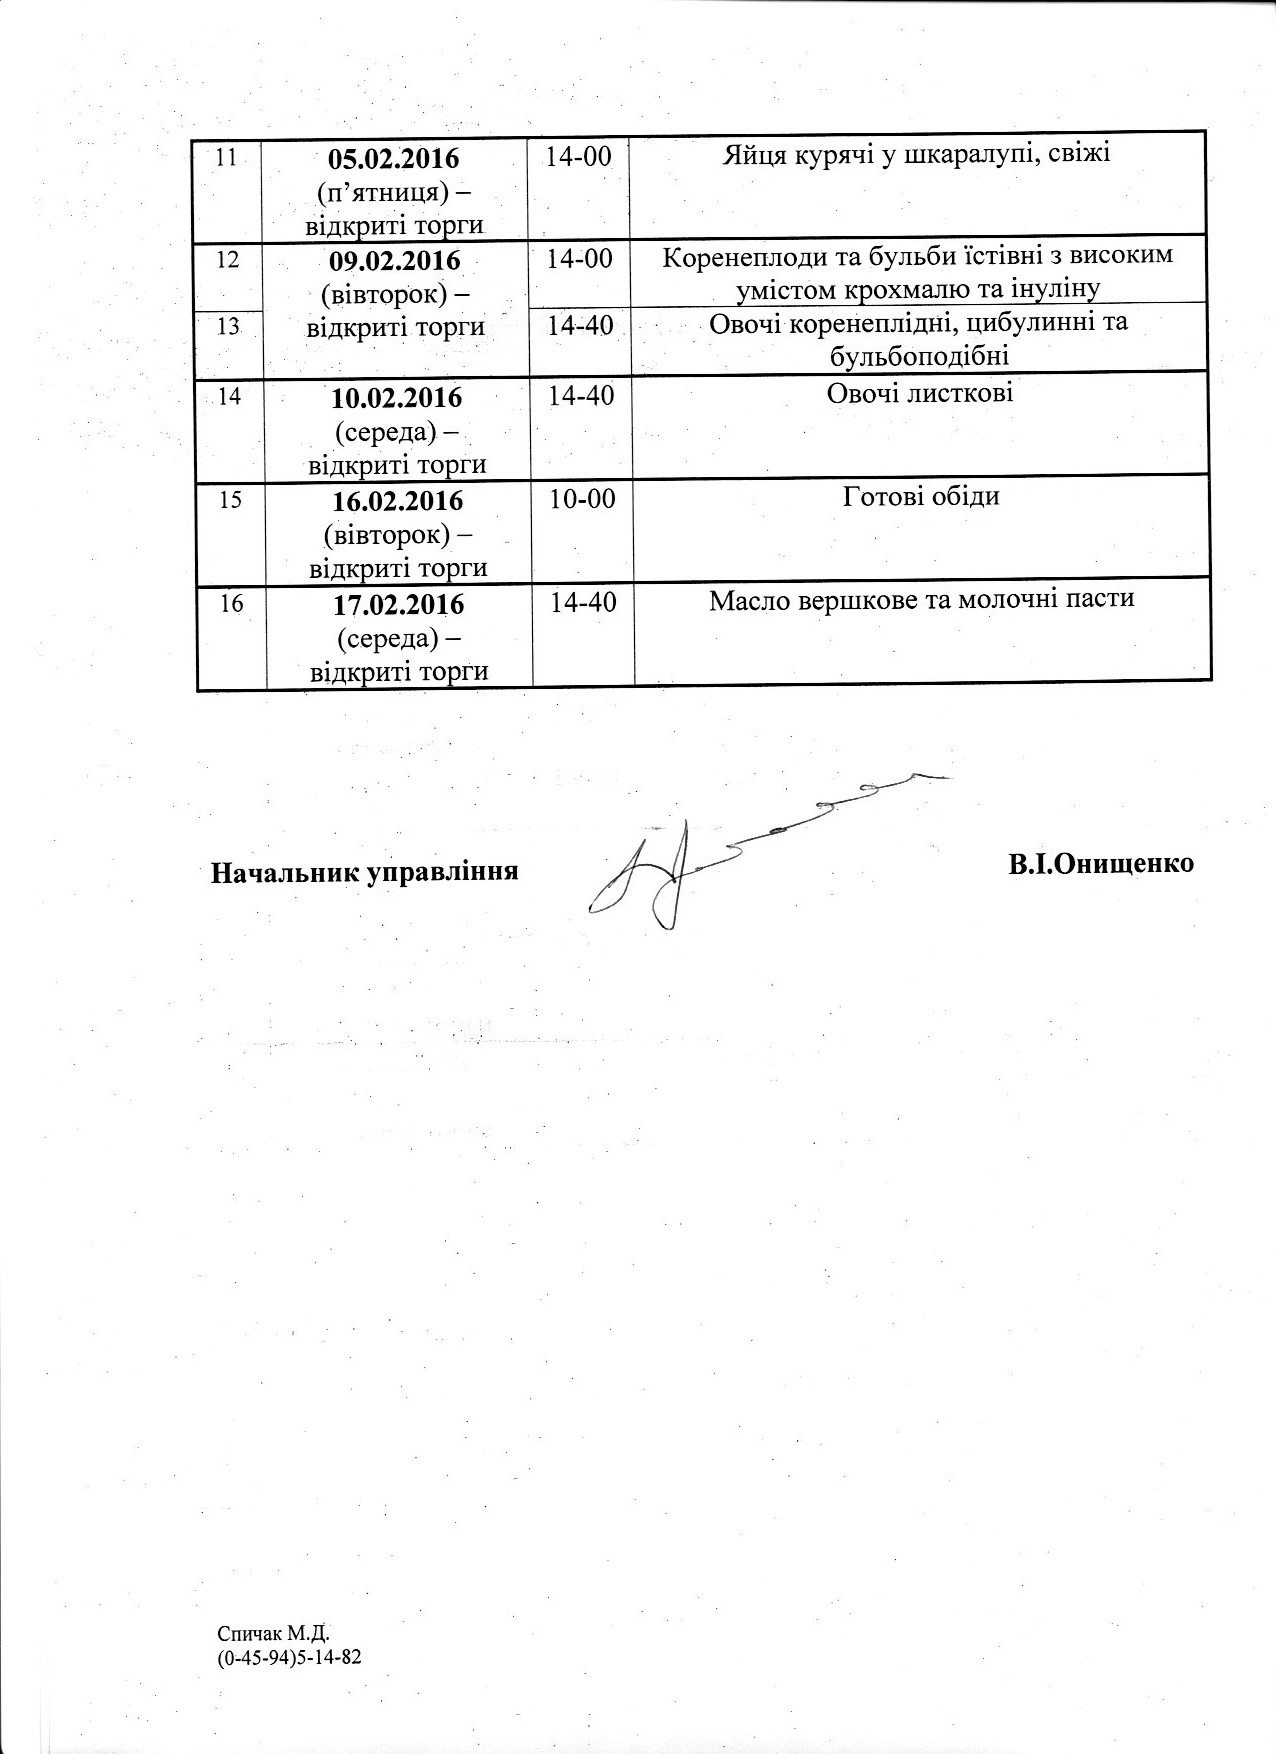 11
05.02.2016
(п’ятниця) –
відкриті торги
14-00
Яйця курячі у шкаралупі, свіжі
12
09.02.2016
(вівторок) –
відкриті торги
14-00
Коренеплоди та бульби їстівні з високим
умістом крохмалю та інуліну
13
14-40
Овочі коренеплідні, цибулинні та
бульбоподібні
14
10.02.2016
(середа) –
відкриті торги
14-40
Овочі листкові
15
16.02.2016
(вівторок) –
відкриті торги
10-00
Готові обіди
16
17.02.2016
(середа) –
відкриті торги
14-40
Масло вершкове та молочні пасти
Начальник управління
В.І.Онищенко
Спичак М.Д.
(0-45-94)5-14-82